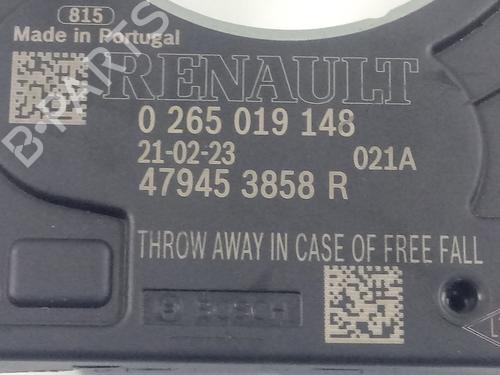 815
Made in Portugal
RENAULT
0 265 019 148
21-02-23 021A
47945 3858 R
THROW AWAY IN CASE OF FREE FALL
BOSCH
B-PARTS